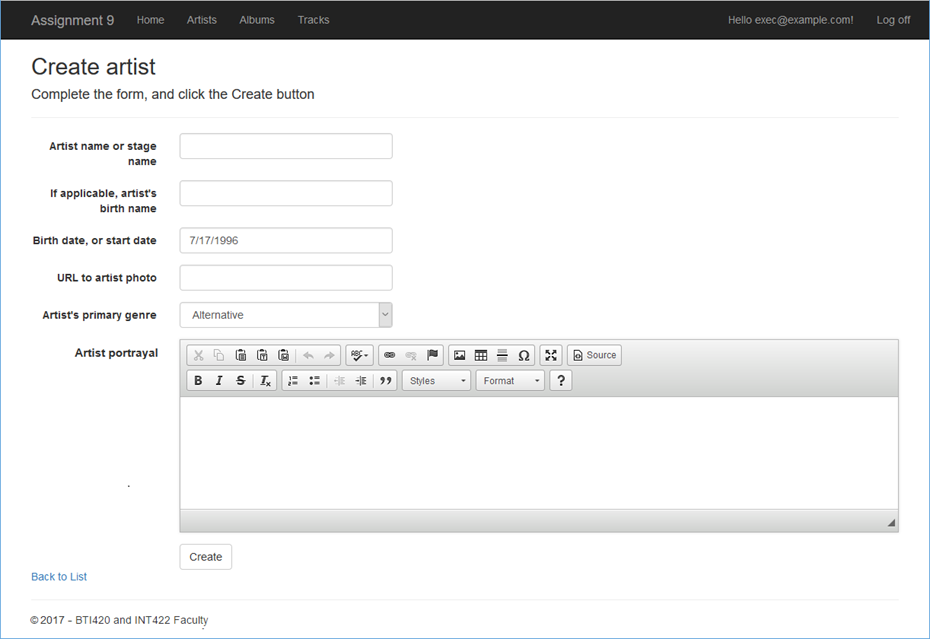 Assignment 9 Home Artists Albums Tracks Hello exec@example.com! Log off
Create artist
Complete the form, and click the Create button
Artist name or stage
name
If applicable, artist's
birth name
Birth date, or start date 7/17/1996
URL to artist photo
Artist's primary genre Alternative
Artist portrayal
ABC Ω Source
B I S Tx ” Styles Format ?
.
Create
Back to List
© 2017 - BTI420 and INT422 Faculty